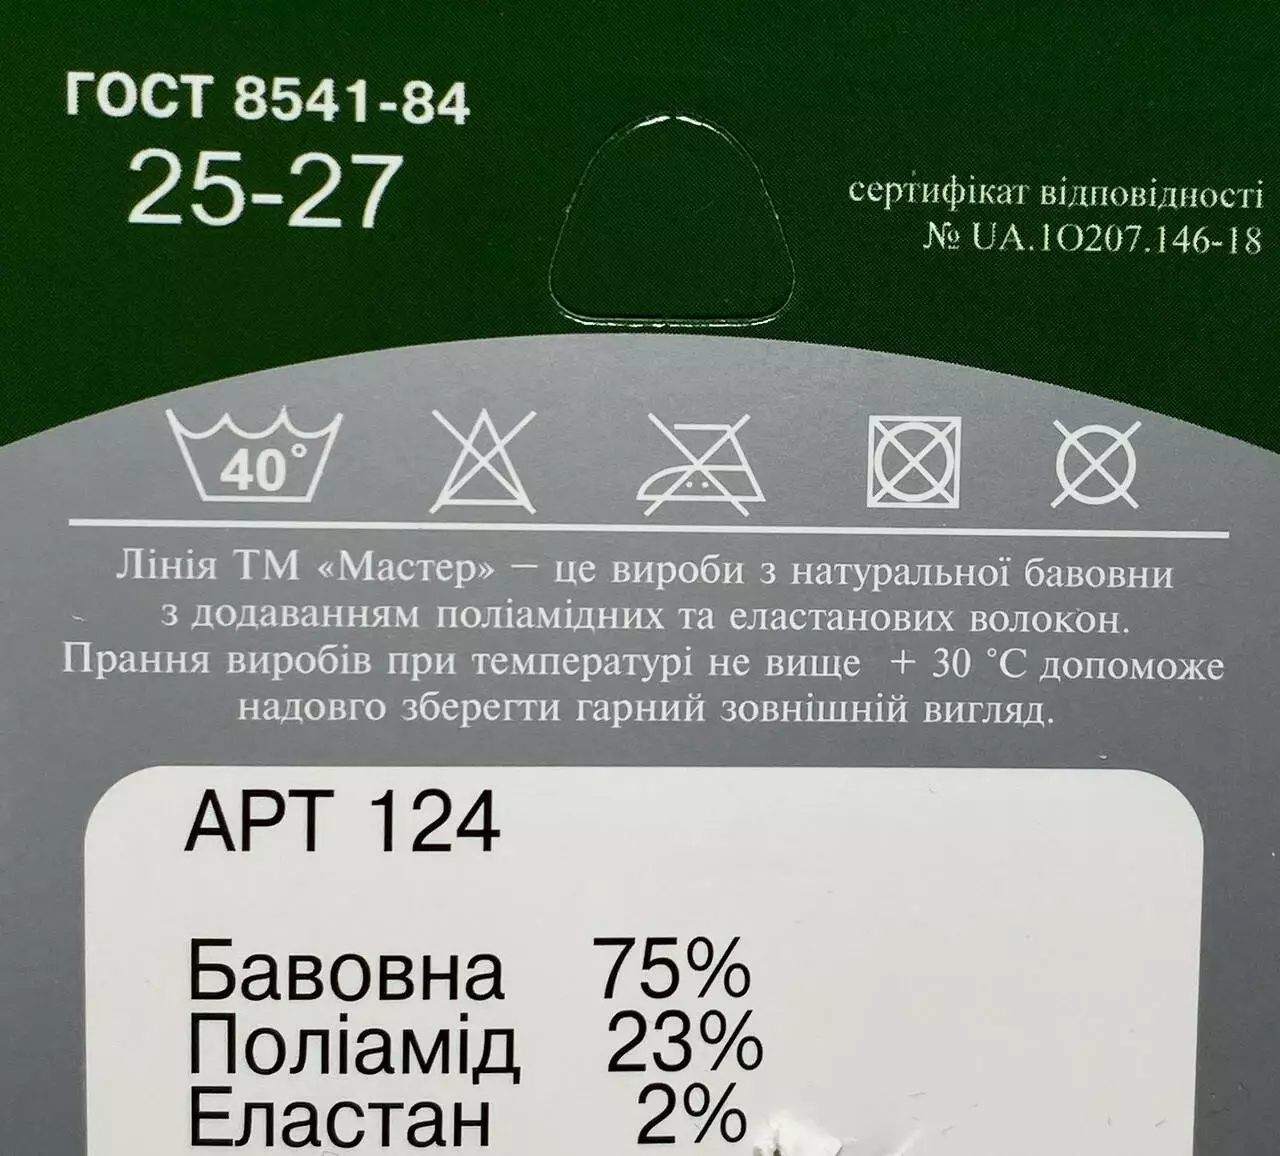 ГОСТ 8541-84
25-27
сертифікат відповідності
№ UA.1O207.146-18
40°
Лінія ТМ «Мастер» – це вироби з натуральної бавовни
з додаванням поліамідних та еластанових волокон.
Прання виробів при температурі не вище + 30 °С допоможе
надовго зберегти гарний зовнішній вигляд.
АРТ 124
Бавовна 75%
Поліамід 23%
Еластан 2%